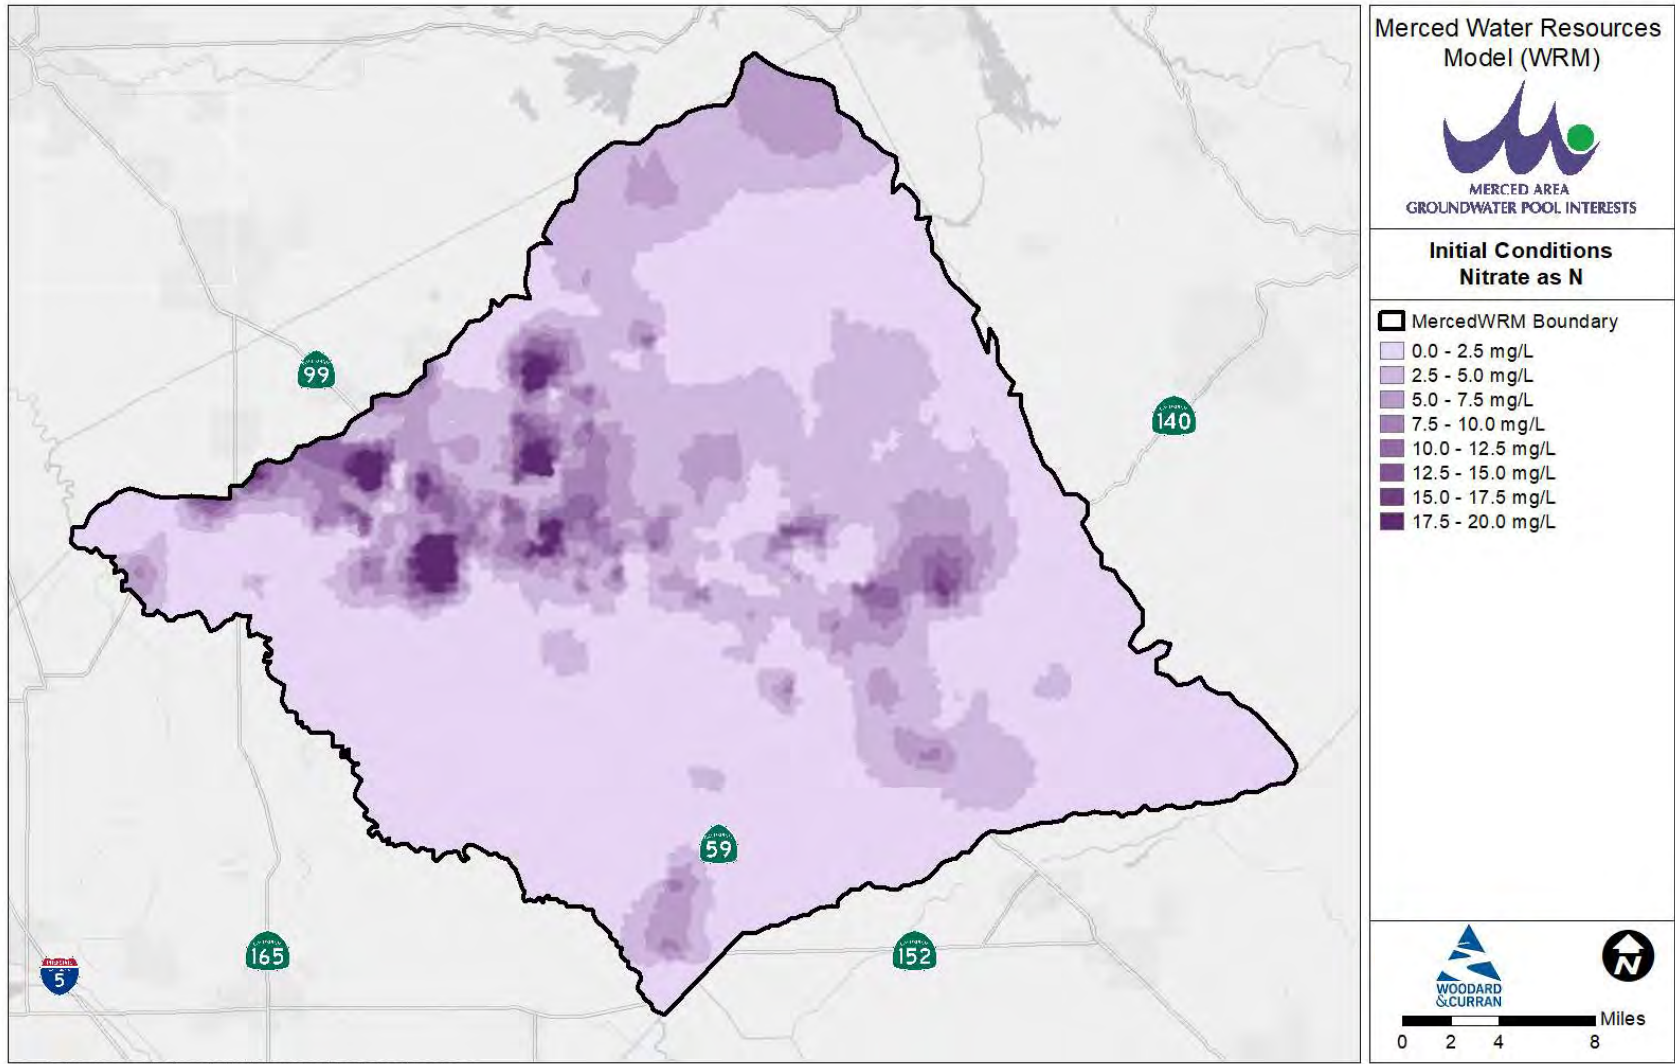 Merced Water Resources
Model (WRM)
MERCED AREA
GROUNDWATER POOL INTERESTS
Initial Conditions
Nitrate as N
MercedWRM Boundary
0.0 - 2.5 mg/L
2.5 - 5.0 mg/L
5.0 - 7.5 mg/L
7.5 - 10.0 mg/L
10.0 - 12.5 mg/L
12.5 - 15.0 mg/L
15.0 - 17.5 mg/L
17.5 - 20.0 mg/L
99
140
59
165
152
5
WOODARD
&CURRAN
N
Miles
0 2 4 8